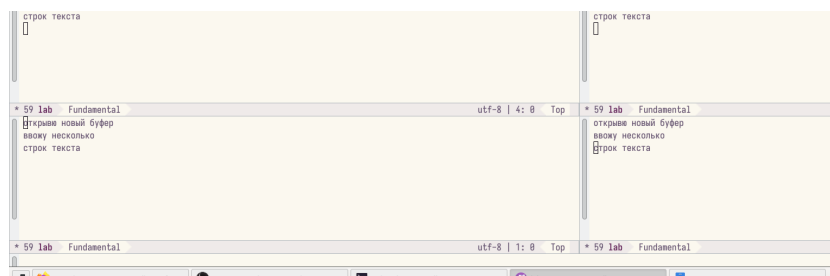 строк текста
строк текста
* 59 lab Fundamental utf-8 | 4: 0 Top
* 59 lab Fundamental
открывю новый буфер
ввожу несколько
строк текста
открывю новый буфер
ввожу несколько
строк текста
* 59 lab Fundamental utf-8 | 1: 0 Top
* 59 lab Fundamental